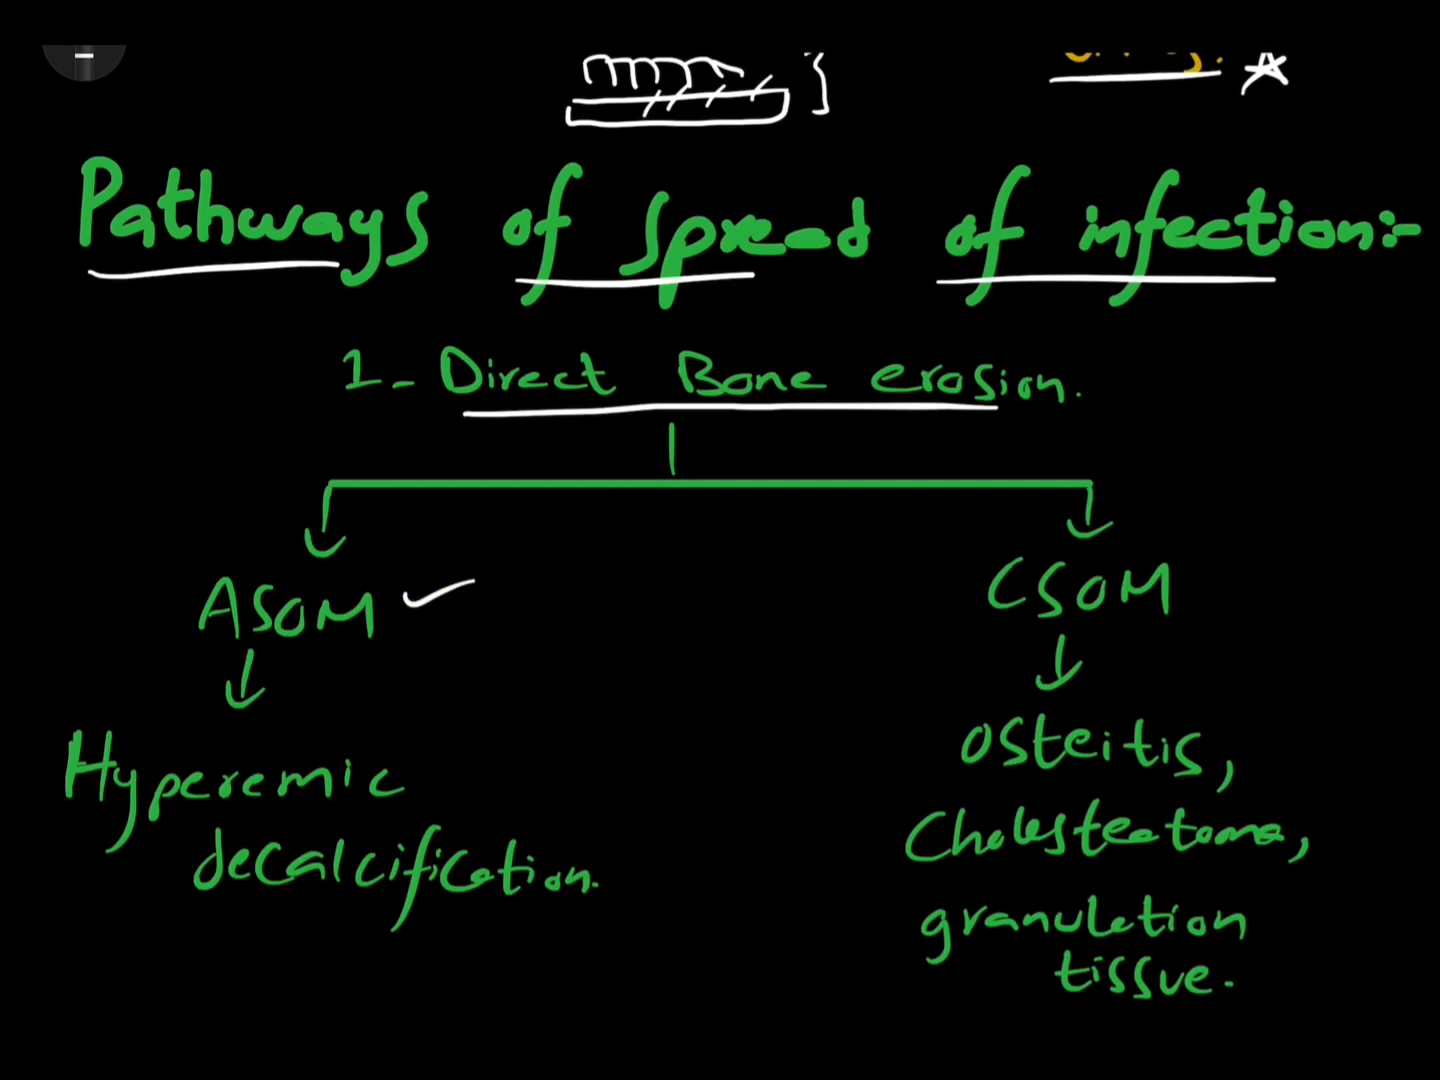 Pathways of spread of infection:-
1- Direct Bone erosion.
ASOM
CSOM
Hyperemic
decalcification.
osteitis,
Cholesteatoma,
granulation
tissue.